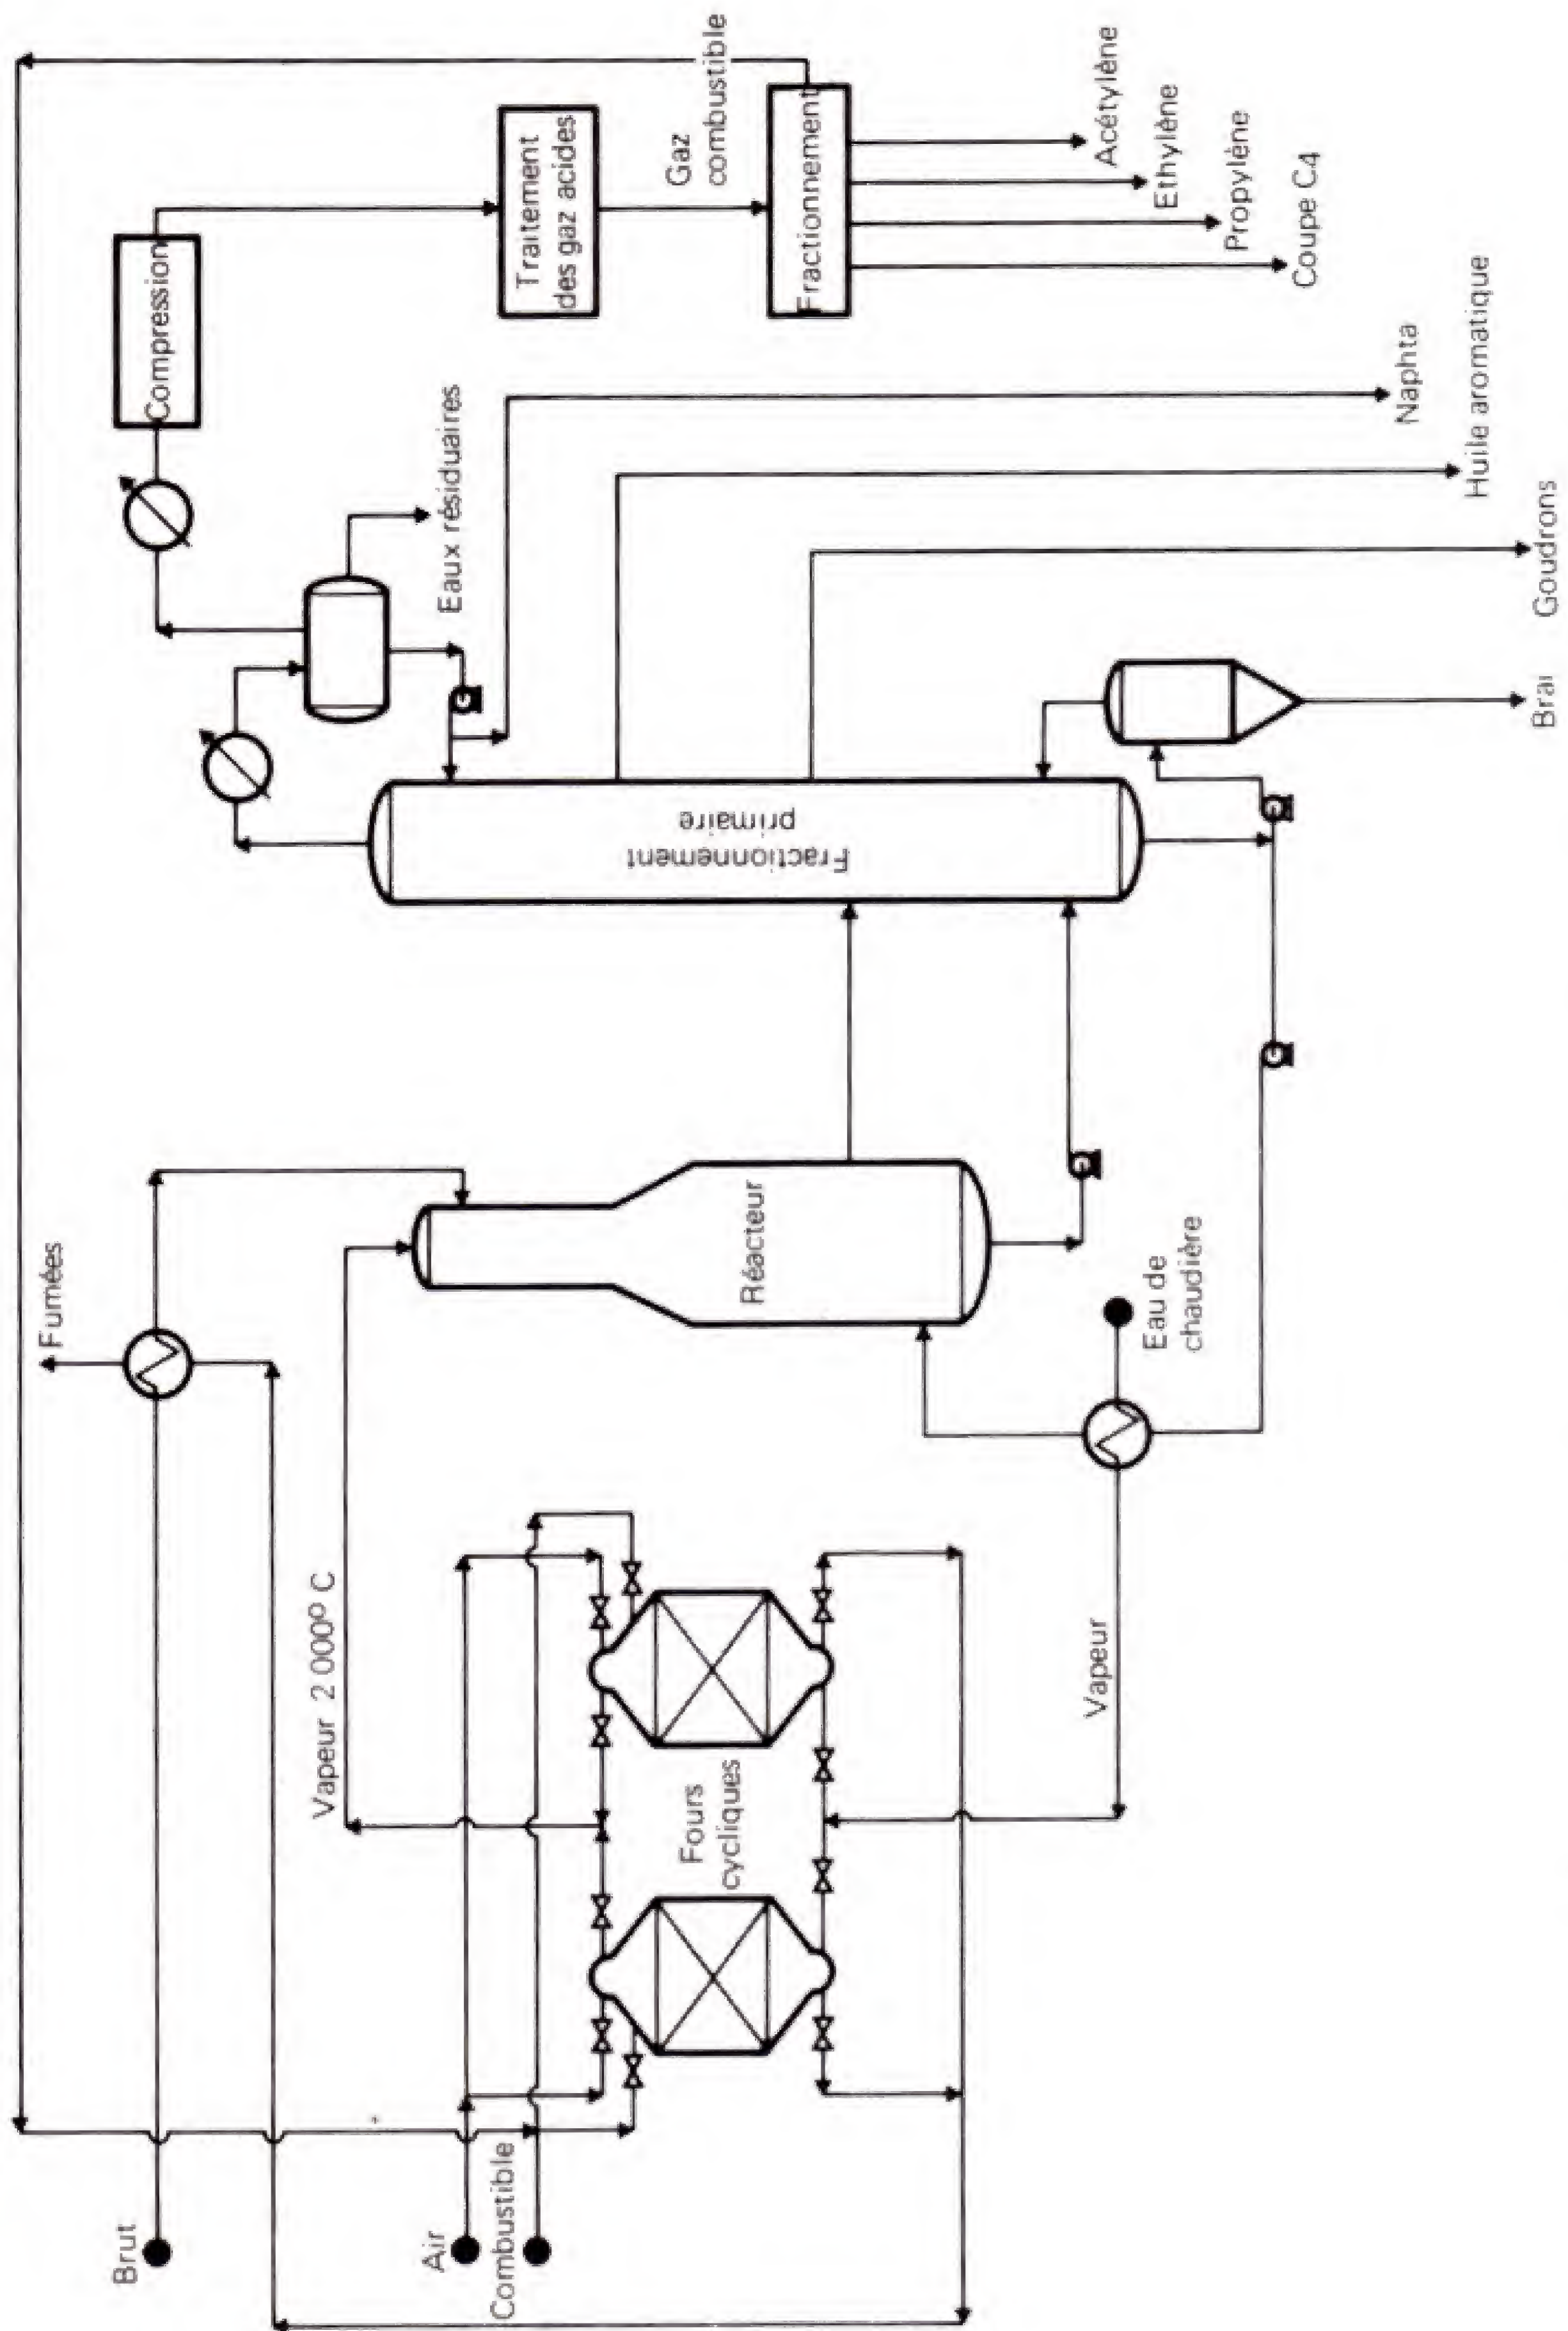 Brut
Fumées
Air
Combustible
Vapeur 2 000º C
Fours
cycliques
Vapeur
Eau de
chaudière
Réacteur
Fractionnement
primaire
Compression
Eaux résiduaires
Traitement
des gaz acides
Gaz
combustible
Fractionnement
Acétylène
Ethylène
Propylène
Coupe C4
Naphta
Huile aromatique
Goudrons
Brai